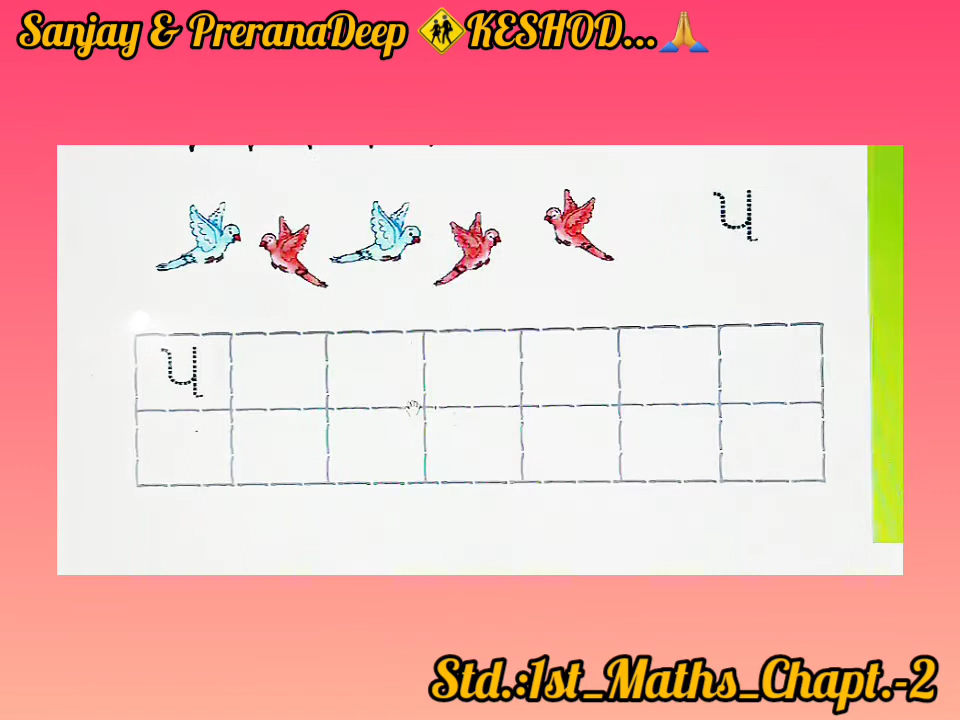 Sanjay & PreranaDeep 🚸KESHOD...🙏
૫
૫
Std.:1st_Maths_Chapt.-2